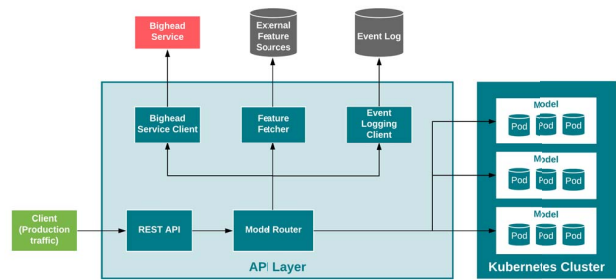 Bighead
Service
External
Feature
Sources
Event Log
Bighead
Service Client
Feature
Fetcher
Event
Logging
Client
Model
Pod Pod Pod
Model
Pod Pod Pod
Model
Pod Pod Pod
Client
(Production
traffic)
REST API
Model Router
API Layer
Kubernetes Cluster